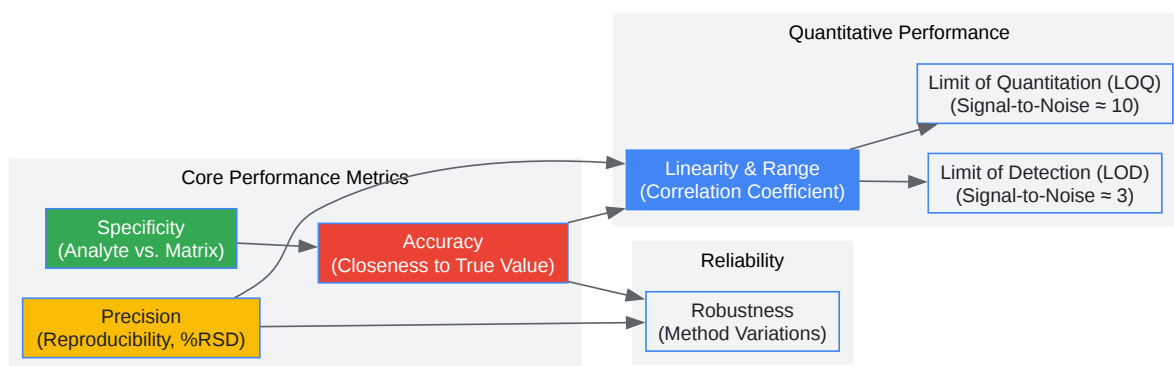 Quantitative Performance
Limit of Quantitation (LOQ)
(Signal-to-Noise ≈ 10)
Linearity & Range
(Correlation Coefficient)
Limit of Detection (LOD)
(Signal-to-Noise ≈ 3)
Core Performance Metrics
Specificity
(Analyte vs. Matrix)
Accuracy
(Closeness to True Value)
Precision
(Reproducibility, %RSD)
Reliability
Robustness
(Method Variations)